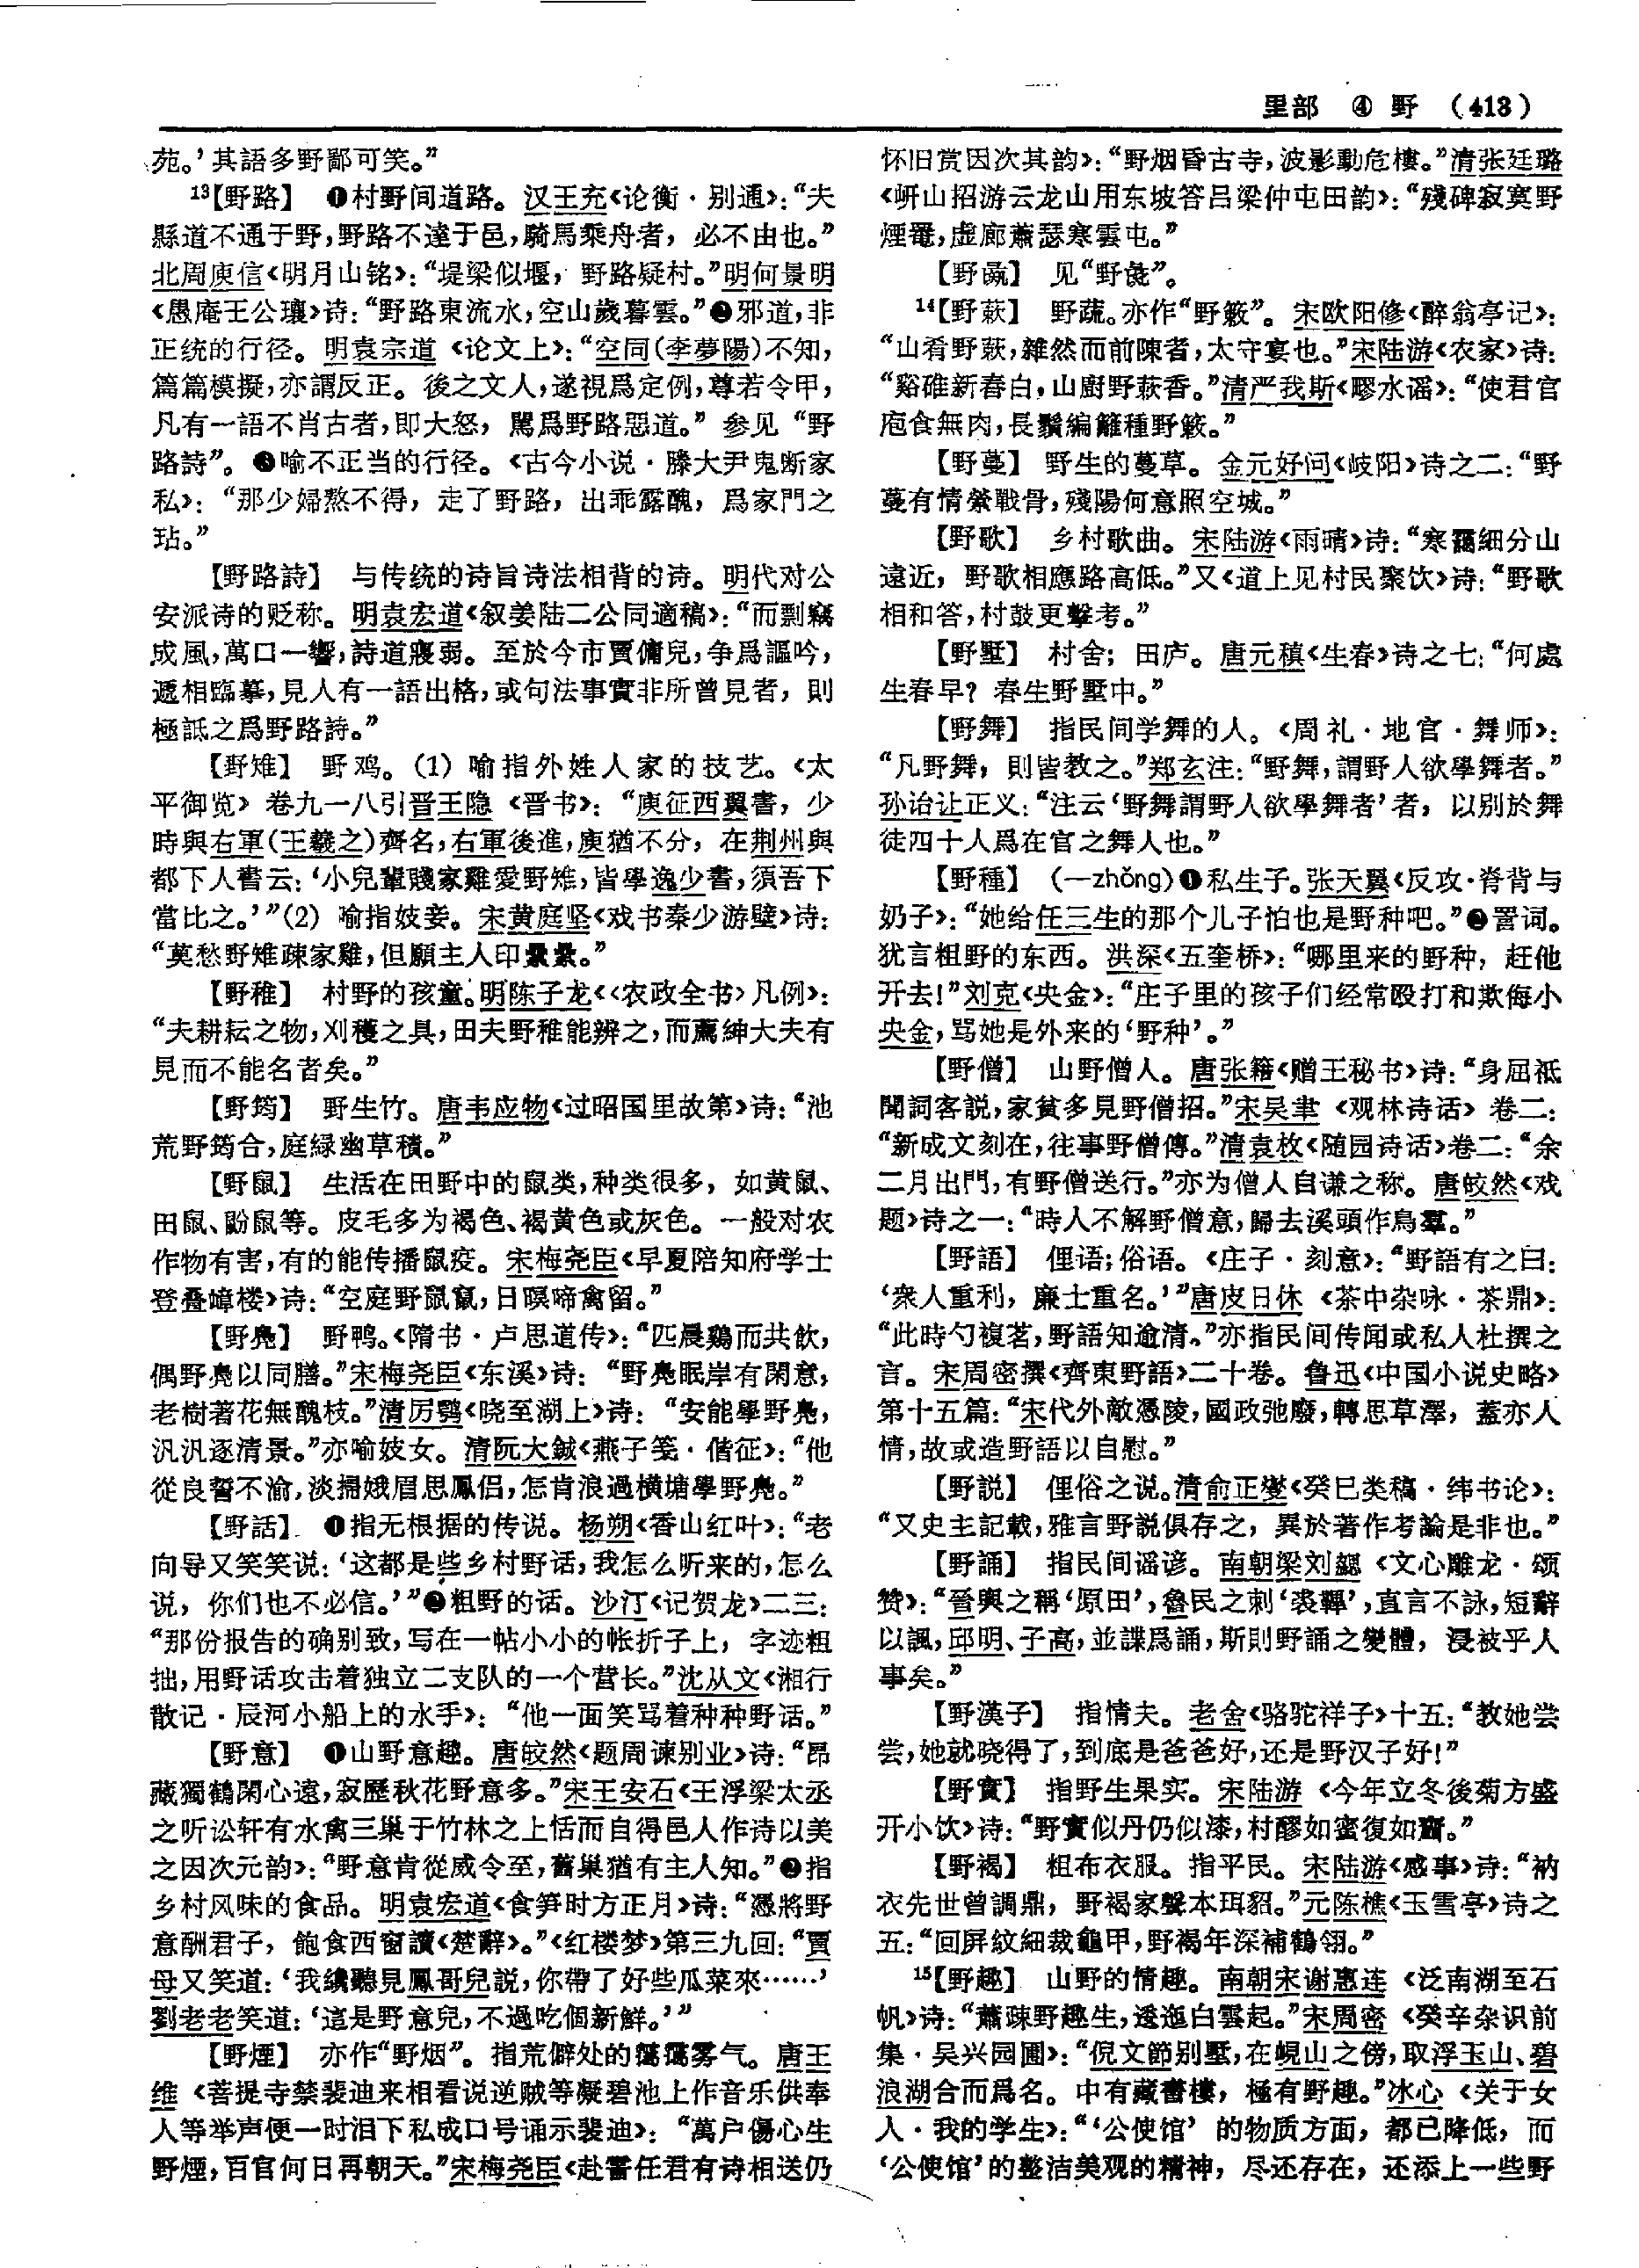 里部 ④ 野 (413)
苑。’其語多野鄙可笑。”
13【野路】 ❶村野间道路。汉王充《论衡·别通》：“夫
縣道不通于野，野路不達于邑，騎馬乘舟者，必不由也。”
北周庾信《明月山铭》：“堤梁似堰，野路疑村。”明何景明
《愚庵王公瓌》诗：“野路東流水，空山歲暮雲。”❷邪道，非
正统的行径。明袁宗道《论文上》：“空同(李夢陽)不知，
篇篇模擬，亦謂反正。後之文人，遂視爲定例，尊若令甲，
凡有一語不肖古者，即大怒，駡爲野路惡道。”参见“野
路詩”。❸喻不正当的行径。《古今小说·滕大尹鬼断家
私》：“那少婦熬不得，走了野路，出乖露醜，爲家門之
玷。”
【野路詩】 与传统的诗旨诗法相背的诗。明代对公
安派诗的贬称。明袁宏道《叙姜陆二公同適稿》：“而剽竊
成風，萬口一響，詩道寢弱。至於今市賈傭兒，争爲謳吟，
遞相臨摹，見人有一語出格，或句法事實非所曾見者，則
極詆之爲野路詩。”
【野雉】 野鸡。(1) 喻指外姓人家的技艺。《太
平御览》卷九一八引晋王隐《晋书》：“庾征西翼書，少
時與右軍(王羲之)齊名，右軍後進，庾猶不分，在荆州與
都下人書云：‘小兒輩賤家雞愛野雉，皆學逸少書，須吾下
當比之。’”(2) 喻指妓妾。宋黄庭坚《戏书秦少游壁》诗：
“莫愁野雉疎家雞，但願主人印纍纍。”
【野稚】 村野的孩童。明陈子龙《〈农政全书〉凡例》：
“夫耕耘之物，刈穫之具，田夫野稚能辨之，而薦紳大夫有
見而不能名者矣。”
【野筠】 野生竹。唐韦应物《过昭国里故第》诗：“池
荒野筠合，庭緑幽草積。”
【野鼠】 生活在田野中的鼠类，种类很多，如黄鼠、
田鼠、鼢鼠等。皮毛多为褐色、褐黄色或灰色。一般对农
作物有害，有的能传播鼠疫。宋梅尧臣《早夏陪知府学士
登叠嶂楼》诗：“空庭野鼠竄，日暝啼禽留。”
【野鳧】 野鸭。《隋书·卢思道传》：“匹晨鷄而共飲，
偶野鳧以同膳。”宋梅尧臣《东溪》诗：“野鳧眠岸有閑意，
老樹著花無醜枝。”清厉鹗《晓至湖上》诗：“安能學野鳧，
汎汎逐清景。”亦喻妓女。清阮大鋮《燕子笺·偕征》：“他
從良誓不渝，淡掃娥眉思鳳侣，怎肯浪過横塘學野鳧。”
【野話】 ❶指无根据的传说。杨朔《香山红叶》：“老
向导又笑笑说：‘这都是些乡村野话，我怎么听来的，怎么
说，你们也不必信。’”❷粗野的话。沙汀《记贺龙》二三：
“那份报告的确别致，写在一帖小小的帐折子上，字迹粗
拙，用野话攻击着独立二支队的一个营长。”沈从文《湘行
散记·辰河小船上的水手》：“他一面笑骂着种种野话。”
【野意】 ❶山野意趣。唐皎然《题周谏别业》诗：“昂
藏獨鶴閑心遠，寂歷秋花野意多。”宋王安石《王浮梁太丞
之听讼轩有水禽三巢于竹林之上恬而自得邑人作诗以美
之因次元韵》：“野意肯從威令至，舊巢猶有主人知。”❷指
乡村风味的食品。明袁宏道《食笋时方正月》诗：“憑將野
意酬君子，飽食西窗讀《楚辭》。”《红楼梦》第三九回：“賈
母又笑道：‘我纔聽見鳳哥兒説，你帶了好些瓜菜來……’
劉老老笑道：‘這是野意兒，不過吃個新鮮。’”
【野煙】 亦作“野烟”。指荒僻处的靄靄雾气。唐王
维《菩提寺禁裴迪来相看说逆贼等凝碧池上作音乐供奉
人等举声便一时泪下私成口号诵示裴迪》：“萬户傷心生
野煙，百官何日再朝天。”宋梅尧臣《赴霅任君有诗相送仍
怀旧赏因次其韵》：“野烟昏古寺，波影動危樓。”清张廷璐
《岍山招游云龙山用东坡答吕梁仲屯田韵》：“殘碑寂寞野
煙罨，虚廊蕭瑟寒雲屯。”
【野蔵】 见“野毚”。
14【野蔌】 野蔬。亦作“野簌”。宋欧阳修《醉翁亭记》：
“山肴野蔌，雜然而前陳者，太守宴也。”宋陆游《农家》诗：
“谿碓新舂白，山廚野蔌香。”清严我斯《醪水谣》：“使君官
庖食無肉，長鬚編籬種野簌。”
【野蔓】 野生的蔓草。金元好问《岐阳》诗之二：“野
蔓有情縈戰骨，殘陽何意照空城。”
【野歌】 乡村歌曲。宋陆游《雨晴》诗：“寒靄細分山
遠近，野歌相應路高低。”又《道上见村民聚饮》诗：“野歌
相和答，村鼓更擊考。”
【野墅】 村舍；田庐。唐元稹《生春》诗之七：“何處
生春早？春生野墅中。”
【野舞】 指民间学舞的人。《周礼·地官·舞师》：
“凡野舞，則皆教之。”郑玄注：“野舞，謂野人欲學舞者。”
孙诒让正义：“注云‘野舞謂野人欲學舞者’者，以别於舞
徒四十人爲在官之舞人也。”
【野種】 (一zhǒng) ❶私生子。张天翼《反攻·脊背与
奶子》：“她给任三生的那个儿子怕也是野种吧。”❷詈词。
犹言粗野的东西。洪深《五奎桥》：“哪里来的野种，赶他
开去！”刘克《央金》：“庄子里的孩子们经常殴打和欺侮小
央金，骂她是外来的‘野种’。”
【野僧】 山野僧人。唐张籍《赠王秘书》诗：“身屈祗
聞詞客説，家貧多見野僧招。”宋吴聿《观林诗话》卷二：
“新成文刻在，往事野僧傳。”清袁枚《随园诗话》卷二：“余
二月出門，有野僧送行。”亦为僧人自谦之称。唐皎然《戏
题》诗之一：“時人不解野僧意，歸去溪頭作鳥羣。”
【野語】 俚语；俗语。《庄子·刻意》：“野語有之曰：
‘衆人重利，廉士重名。’”唐皮日休《茶中杂咏·茶鼎》：
“此時勺複茗，野語知逾清。”亦指民间传闻或私人杜撰之
言。宋周密撰《齊東野語》二十卷。鲁迅《中国小说史略》
第十五篇：“宋代外敵憑陵，國政弛廢，轉思草澤，蓋亦人
情，故或造野語以自慰。”
【野説】 俚俗之说。清俞正燮《癸巳类稿·纬书论》：
“又史主記載，雅言野説俱存之，異於著作考論是非也。”
【野誦】 指民间谣谚。南朝梁刘勰《文心雕龙·颂
赞》：“晉輿之稱‘原田’，魯民之刺‘裘鞸’，直言不詠，短辭
以諷，邱明、子高，並諜爲誦，斯則野誦之變體，浸被乎人
事矣。”
【野漢子】 指情夫。老舍《骆驼祥子》十五：“教她尝
尝，她就晓得了，到底是爸爸好，还是野汉子好！”
【野實】 指野生果实。宋陆游《今年立冬後菊方盛
开小饮》诗：“野實似丹仍似漆，村醪如蜜復如虀。”
【野褐】 粗布衣服。指平民。宋陆游《感事》诗：“衲
衣先世曾調鼎，野褐家聲本珥貂。”元陈樵《玉雪亭》诗之
五：“回屏紋細裁龜甲，野褐年深補鶴翎。”
15【野趣】 山野的情趣。南朝宋谢惠连《泛南湖至石
帆》诗：“蕭疎野趣生，逶迤白雲起。”宋周密《癸辛杂识前
集·吴兴园圃》：“倪文節别墅，在峴山之傍，取浮玉山、碧
浪湖合而爲名。中有藏書樓，極有野趣。”冰心《关于女
人·我的学生》：“‘公使馆’的物质方面，都已降低，而
‘公使馆’的整洁美观的精神，尽还存在，还添上一些野